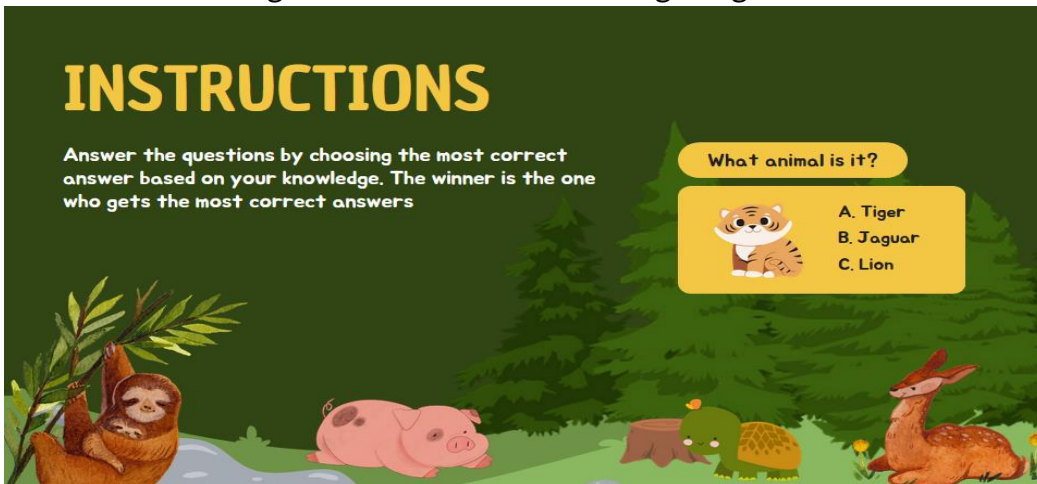 INSTRUCTIONS
Answer the questions by choosing the most correct
answer based on your knowledge. The winner is the one
who gets the most correct answers
What animal is it?
A. Tiger
B. Jaguar
C. Lion